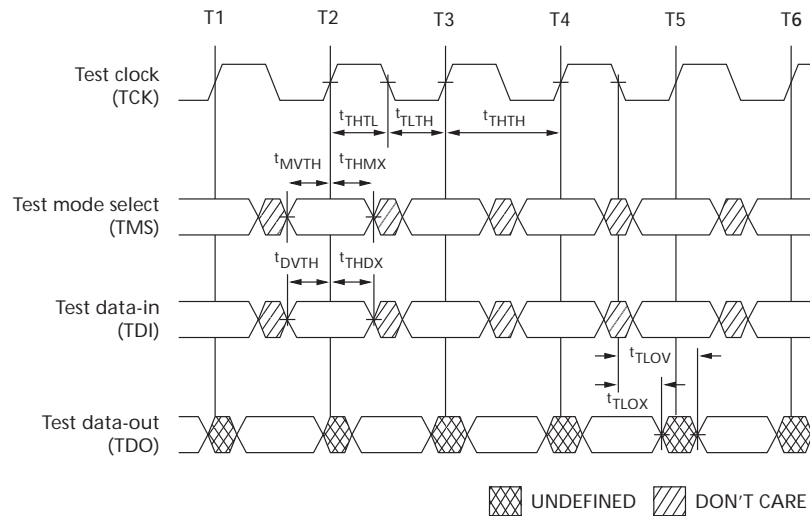 T1 T2 T3 T4 T5 T6
Test clock
(TCK)
tTHTL tTLTH tTHTH
tMVTH tTHMX
Test mode select
(TMS)
tDVTH tTHDX
Test data-in
(TDI)
tTLOV
tTLOX
Test data-out
(TDO)
UNDEFINED DON'T CARE